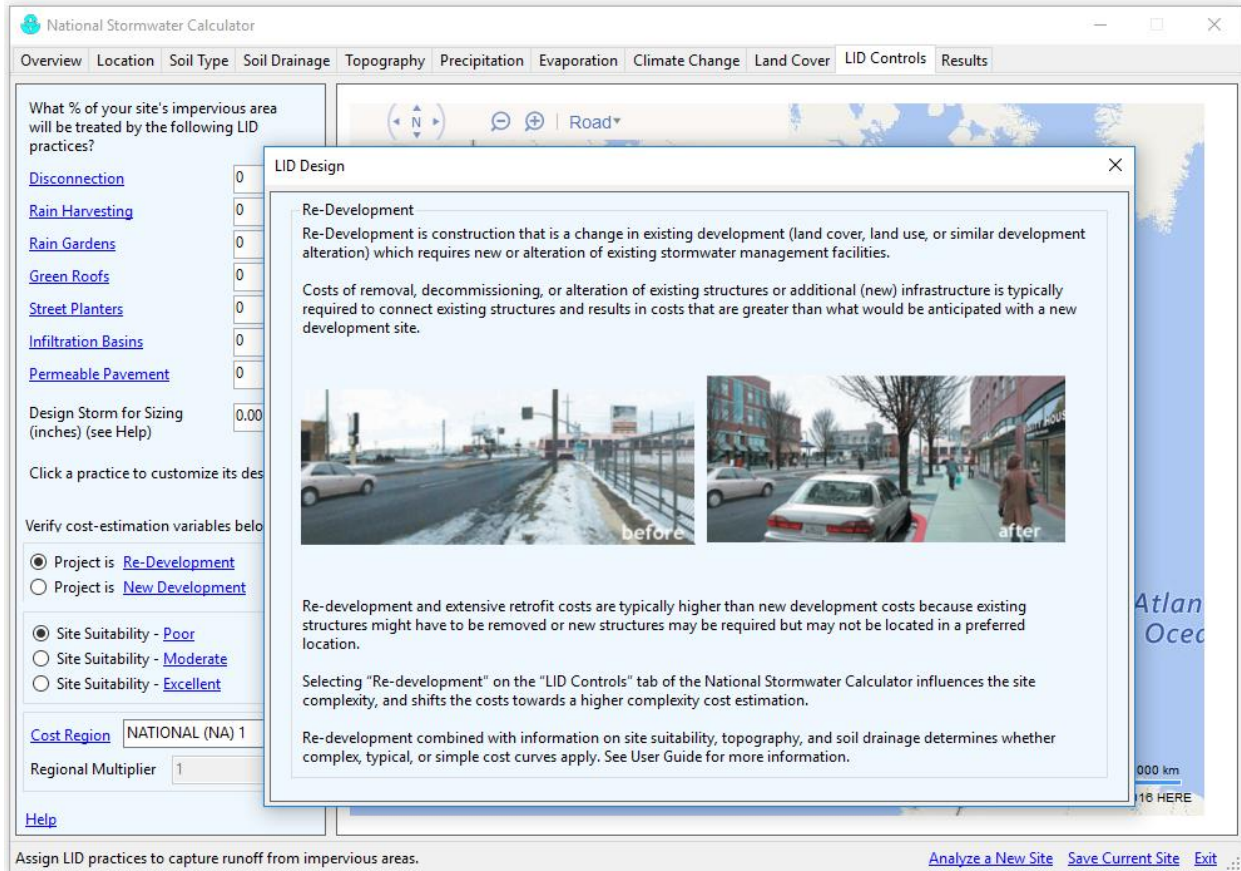 National Stormwater Calculator
Overview Location Soil Type Soil Drainage Topography Precipitation Evaporation Climate Change Land Cover LID Controls Results
What % of your site's impervious area
will be treated by the following LID
practices?
Disconnection 0
Rain Harvesting 0
Rain Gardens 0
Green Roofs 0
Street Planters 0
Infiltration Basins 0
Permeable Pavement 0
Design Storm for Sizing
(inches) (see Help)
0.00
Click a practice to customize its des
Verify cost-estimation variables belo
Project is Re-Development
Project is New Development
Site Suitability - Poor
Site Suitability - Moderate
Site Suitability - Excellent
Cost Region NATIONAL (NA) 1
Regional Multiplier 1
Help
N
Road
LID Design
Re-Development
Re-Development is construction that is a change in existing development (land cover, land use, or similar development
alteration) which requires new or alteration of existing stormwater management facilities.
Costs of removal, decommissioning, or alteration of existing structures or additional (new) infrastructure is typically
required to connect existing structures and results in costs that are greater than what would be anticipated with a new
development site.
before
after
Re-development and extensive retrofit costs are typically higher than new development costs because existing
structures might have to be removed or new structures may be required but may not be located in a preferred
location.
Selecting "Re-development" on the "LID Controls" tab of the National Stormwater Calculator influences the site
complexity, and shifts the costs towards a higher complexity cost estimation.
Re-development combined with information on site suitability, topography, and soil drainage determines whether
complex, typical, or simple cost curves apply. See User Guide for more information.
Atlan
Ocea
000 km
016 HERE
Assign LID practices to capture runoff from impervious areas.
Analyze a New Site Save Current Site Exit